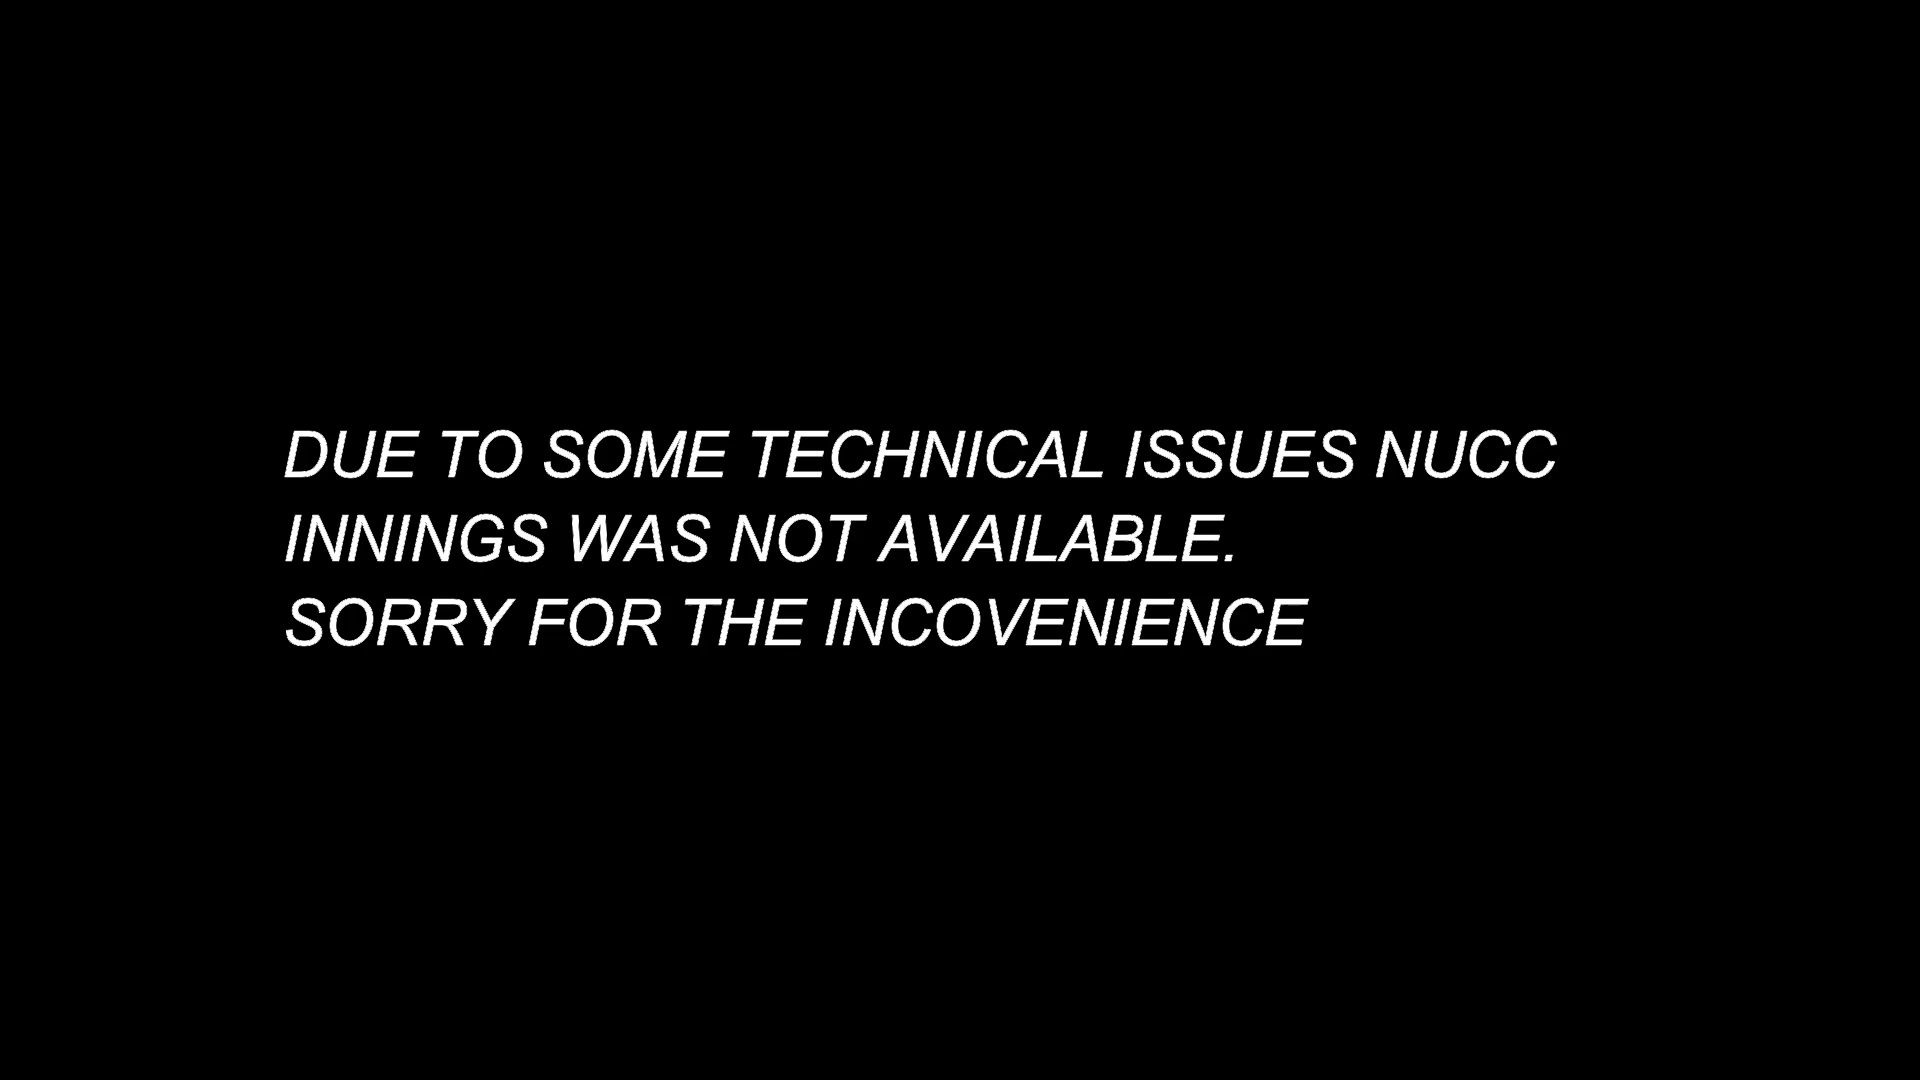 DUE TO SOME TECHNICAL ISSUES NUCC
INNINGS WAS NOT AVAILABLE.
SORRY FOR THE INCOVENIENCE